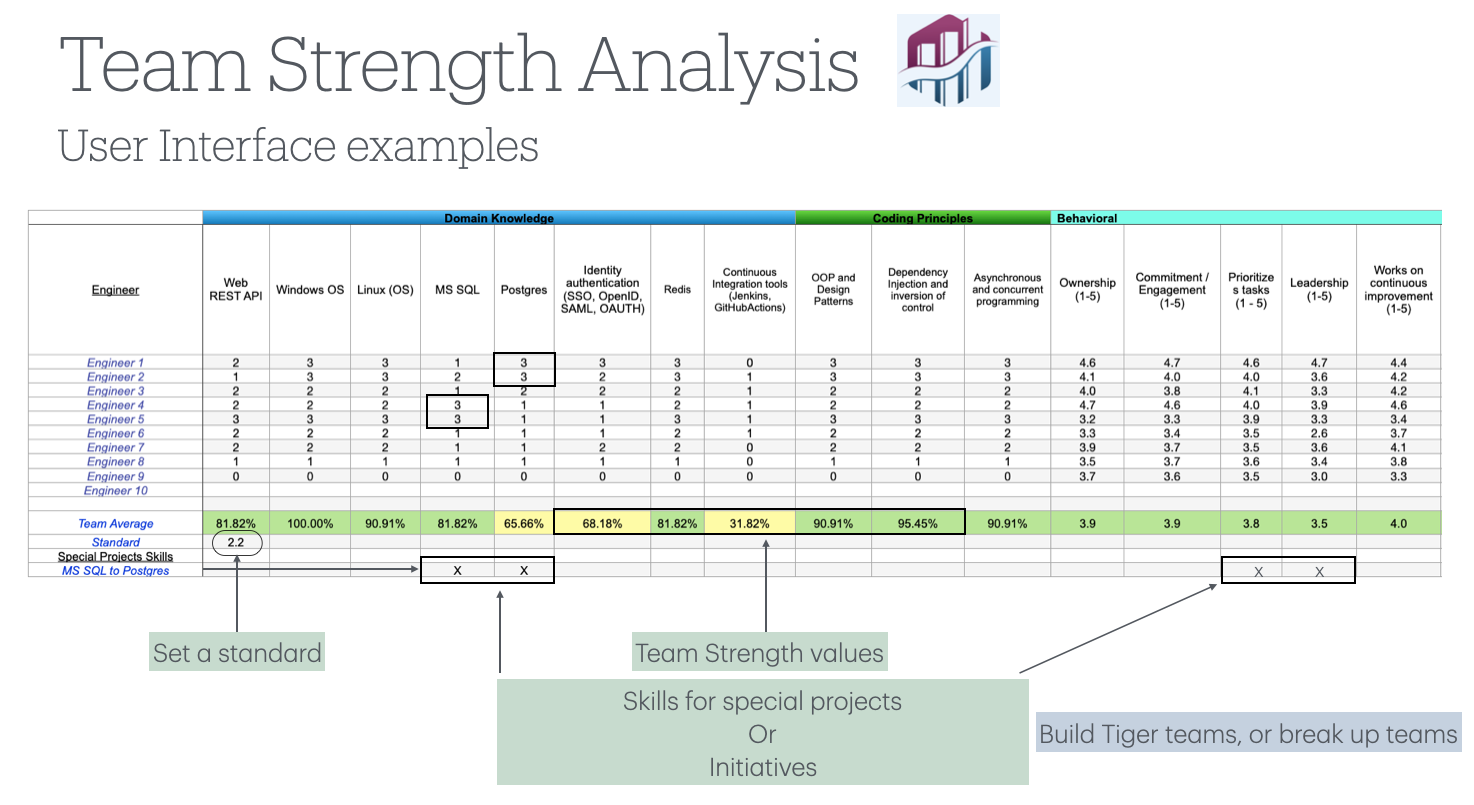 Team Strength Analysis
User Interface examples
Domain Knowledge Coding Principles Behavioral
Engineer Web REST API Windows OS Linux (OS) MS SQL Postgres Identity authentication (SSO, OpenID, SAML, OAUTH) Redis Continuous Integration tools (Jenkins, GitHubActions) OOP and Design Patterns Dependency Injection and inversion of control Asynchronous and concurrent programming Ownership (1-5) Commitment / Engagement (1-5) Prioritize s tasks (1 - 5) Leadership (1-5) Works on continuous improvement (1-5)
Engineer 1 2 3 3 1 3 3 3 0 3 3 3 4.6 4.7 4.6 4.7 4.4
Engineer 2 1 3 3 2 3 2 3 1 3 3 3 4.1 4.0 4.0 3.6 4.2
Engineer 3 2 2 2 1 2 2 2 1 2 2 2 4.0 3.8 4.1 3.3 4.2
Engineer 4 2 2 2 3 1 1 2 1 2 2 2 4.7 4.6 4.0 3.9 4.6
Engineer 5 3 3 3 3 1 1 3 1 3 3 3 3.2 3.3 3.9 3.3 3.4
Engineer 6 2 2 2 1 1 1 2 1 2 2 2 3.3 3.4 3.5 2.6 3.7
Engineer 7 2 2 2 1 1 2 2 0 2 2 2 3.9 3.7 3.5 3.6 4.1
Engineer 8 1 1 1 1 1 1 1 0 1 1 1 3.5 3.7 3.6 3.4 3.8
Engineer 9 0 0 0 0 0 0 0 0 0 0 0 3.7 3.6 3.5 3.0 3.3
Engineer 10
Team Average 81.82% 100.00% 90.91% 81.82% 65.66% 68.18% 81.82% 31.82% 90.91% 95.45% 90.91% 3.9 3.9 3.8 3.5 4.0
Standard 2.2
Special Projects Skills
MS SQL to Postgres X X X X
Set a standard
Team Strength values
Skills for special projects
Or
Initiatives
Build Tiger teams, or break up teams